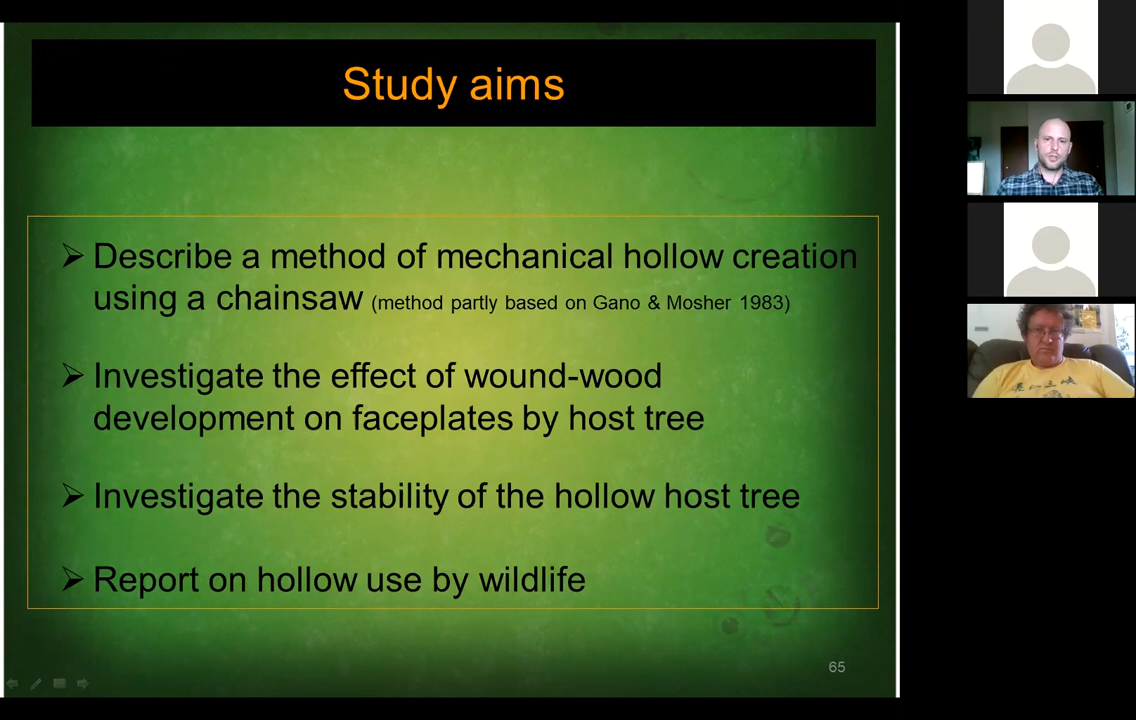 Study aims
Describe a method of mechanical hollow creation
using a chainsaw (method partly based on Gano & Mosher 1983)
Investigate the effect of wound-wood
development on faceplates by host tree
Investigate the stability of the hollow host tree
Report on hollow use by wildlife
65